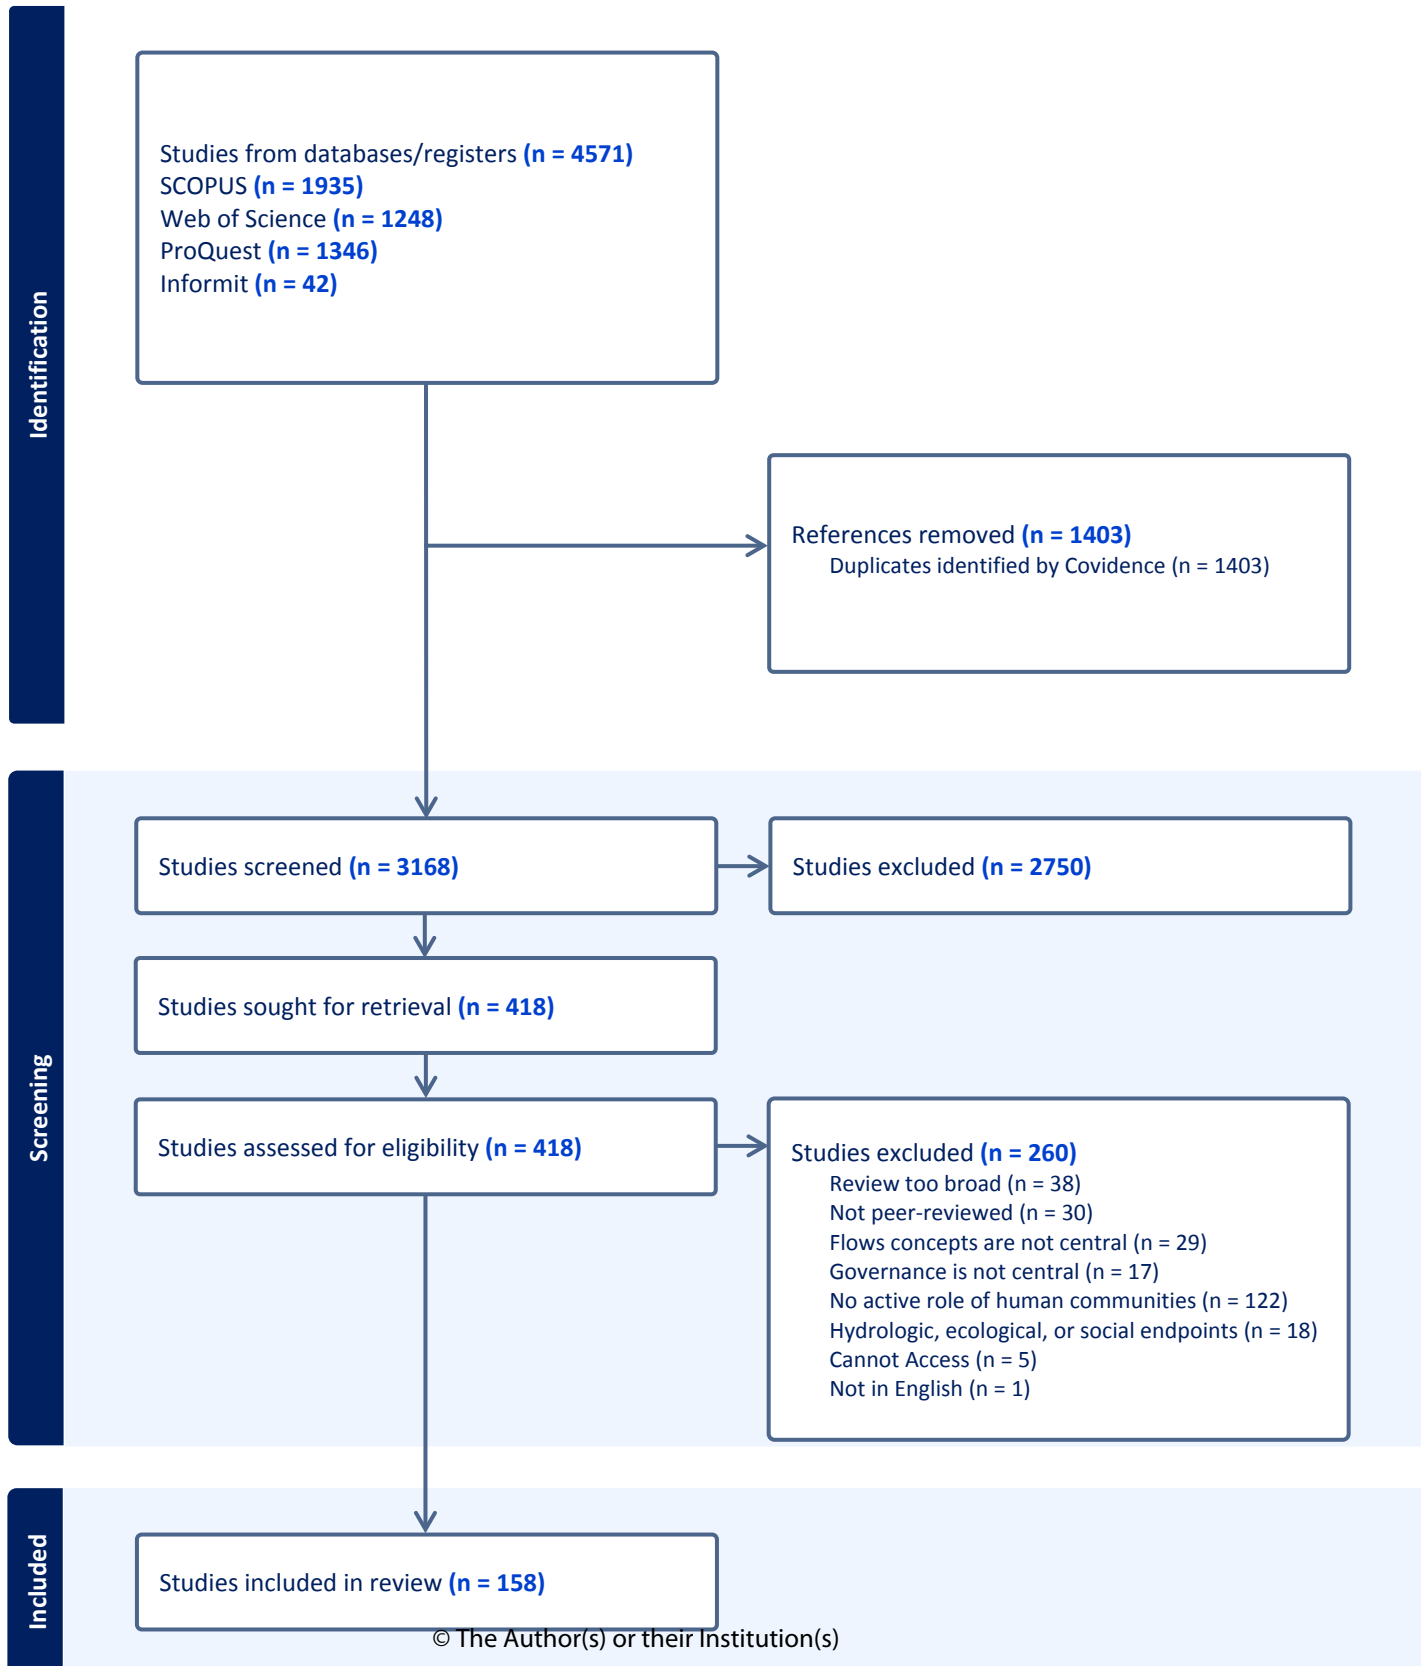 Identification
Studies from databases/registers (n = 4571)
SCOPUS (n = 1935)
Web of Science (n = 1248)
ProQuest (n = 1346)
Informit (n = 42)
References removed (n = 1403)
Duplicates identified by Covidence (n = 1403)
Screening
Studies screened (n = 3168)
Studies excluded (n = 2750)
Studies sought for retrieval (n = 418)
Studies assessed for eligibility (n = 418)
Studies excluded (n = 260)
Review too broad (n = 38)
Not peer-reviewed (n = 30)
Flows concepts are not central (n = 29)
Governance is not central (n = 17)
No active role of human communities (n = 122)
Hydrologic, ecological, or social endpoints (n = 18)
Cannot Access (n = 5)
Not in English (n = 1)
Included
Studies included in review (n = 158)
© The Author(s) or their Institution(s)